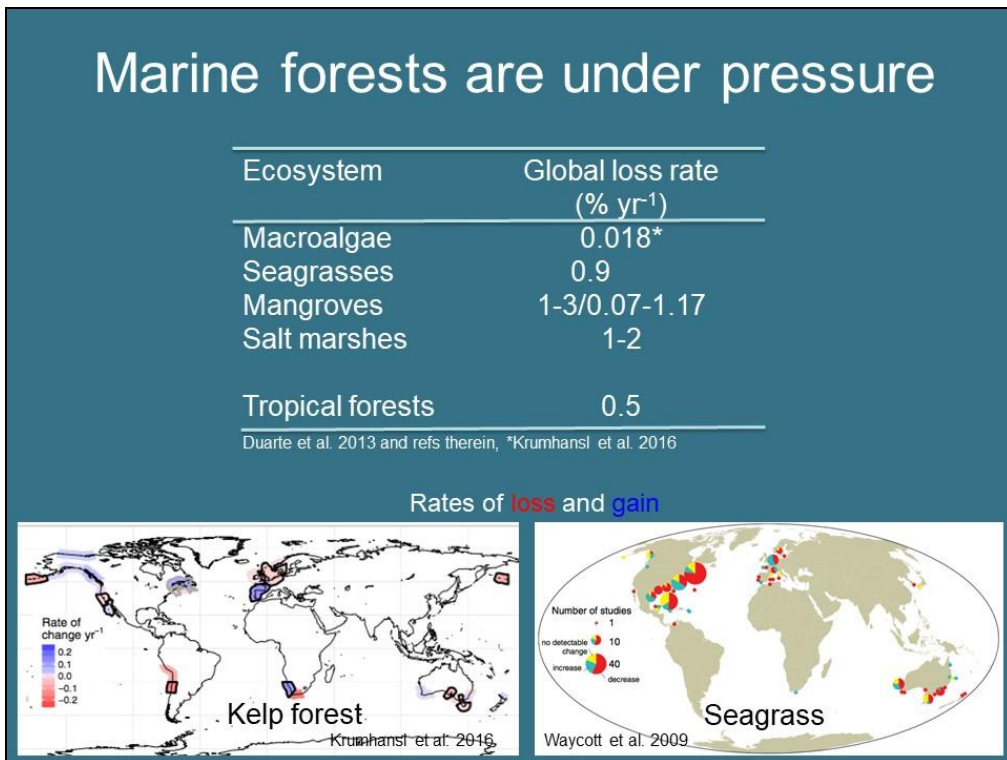 Marine forests are under pressure
Ecosystem Global loss rate
(% yr⁻¹)
Macroalgae 0.018*
Seagrasses 0.9
Mangroves 1-3/0.07-1.17
Salt marshes 1-2
Tropical forests 0.5
Duarte et al. 2013 and refs therein, *Krumhansl et al. 2016
Rates of loss and gain
Rate of
change yr⁻¹
0.2
0.1
0.0
−0.1
−0.2
Kelp forest
Krumhansl et al. 2016
Number of studies
1
no detectable
change
10
increase
40
decrease
Seagrass
Waycott et al. 2009